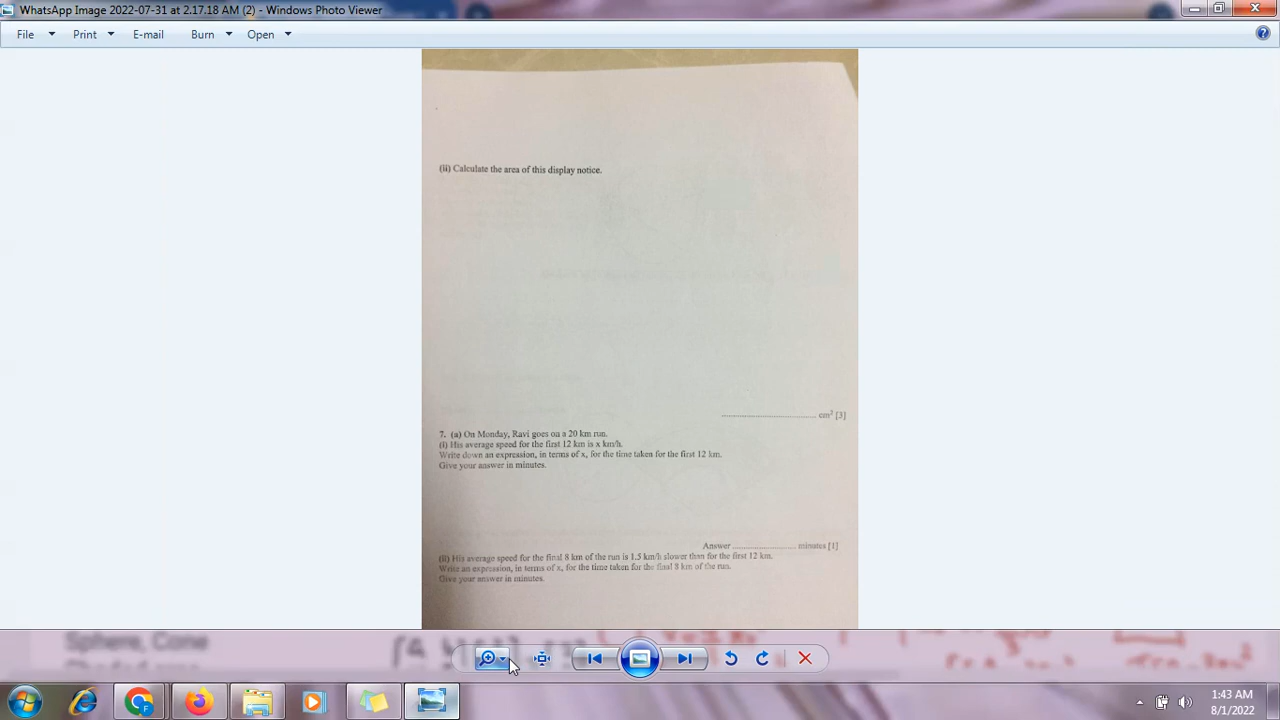 WhatsApp Image 2022-07-31 at 2.17.18 AM (2) - Windows Photo Viewer
File Print E-mail Burn Open
(ii) Calculate the area of this display notice.
cm² [3]
7. (a) On Monday, Ravi goes on a 20 km run.
(i) His average speed for the first 12 km is x km/h.
Write down an expression, in terms of x, for the time taken for the first 12 km.
Give your answer in minutes.
Answer .......................... minutes [1]
(ii) His average speed for the final 8 km of the run is 1.5 km/h slower than for the first 12 km.
Write an expression, in terms of x, for the time taken for the final 8 km of the run.
Give your answer in minutes.
Sphere, Cone
1:43 AM
8/1/2022